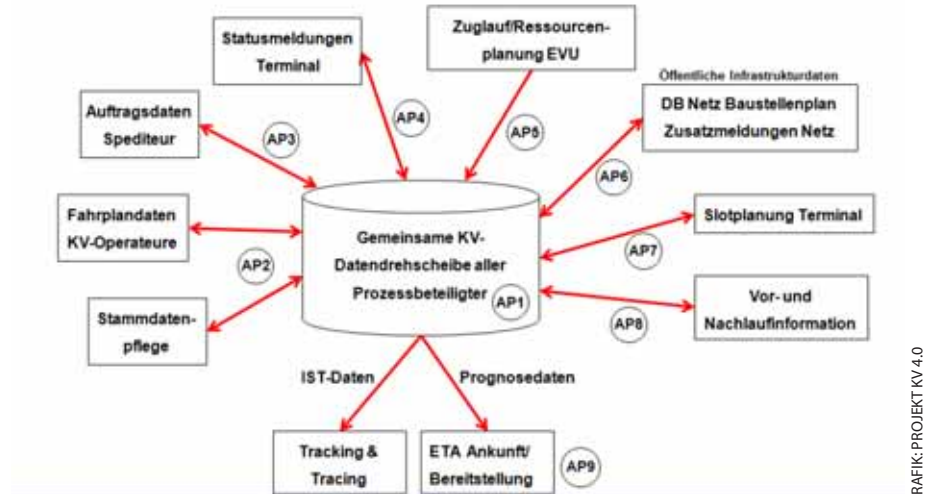 Statusmeldungen
Terminal
Zuglauf/Ressourcen-
planung EVU
Öffentliche Infrastrukturdaten
DB Netz Baustellenplan
Zusatzmeldungen Netz
Auftragsdaten
Spediteur
AP3
AP4
AP5
AP6
Fahrplandaten
KV-Operateure
Slotplanung Terminal
Gemeinsame KV-
Datendrehscheibe aller
Prozessbeteiligter
AP1
AP2
AP7
Stammdaten-
pflege
Vor- und
Nachlaufinformation
AP8
IST-Daten
Prognosedaten
Tracking &
Tracing
ETA Ankunft/
Bereitstellung
AP9
RAFIK: PROJEKT KV 4.0